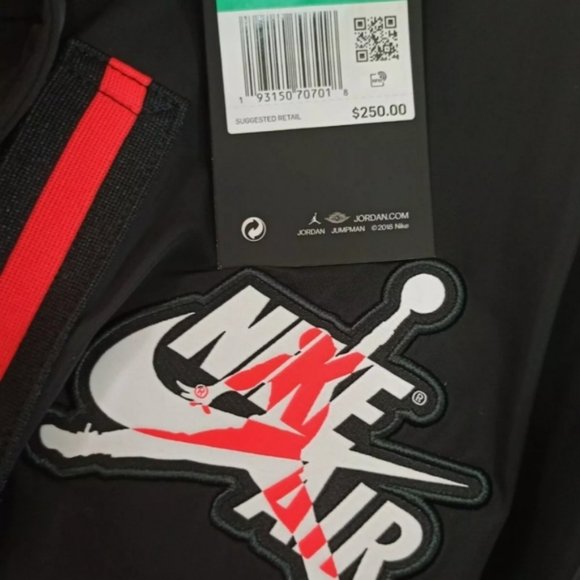 1 93150 70701 8
SUGGESTED RETAIL
$250.00
JORDAN.COM
JORDAN JUMPMAN © 2018 Nike
NIKE
®
®
AIR